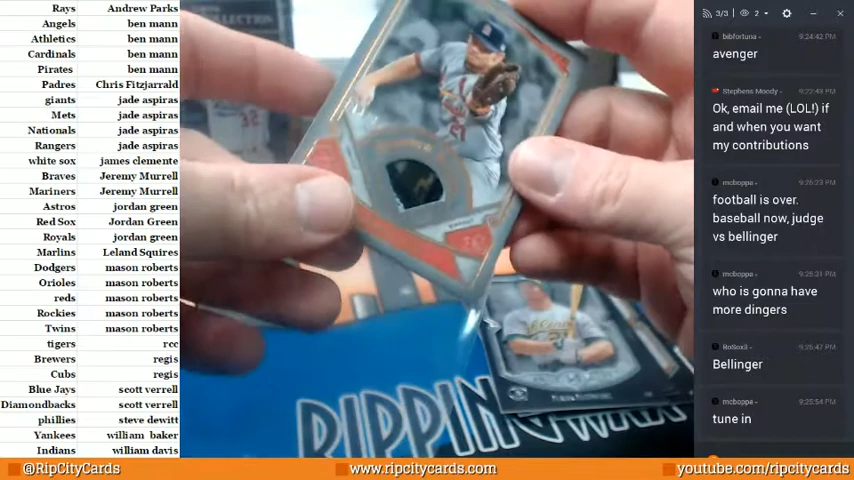 Rays Andrew Parks
Angels ben mann
Athletics ben mann
Cardinals ben mann
Pirates ben mann
Padres Chris Fitzjarrald
giants jade aspiras
Mets jade aspiras
Nationals jade aspiras
Rangers jade aspiras
white sox james clemente
Braves Jeremy Murrell
Mariners Jeremy Murrell
Astros jordan green
Red Sox Jordan Green
Royals jordan green
Marlins Leland Squires
Dodgers mason roberts
Orioles mason roberts
reds mason roberts
Rockies mason roberts
Twins mason roberts
tigers rcc
Brewers regis
Cubs regis
Blue Jays scott verrell
Diamondbacks scott verrell
phillies steve dewitt
Yankees william baker
Indians william davis
32
RIPPINGWAX
3/3 2
bibfortuna 9:24:42 PM
avenger
Stephens Moody
Ok, email me (LOL!) if
and when you want
my contributions
mcboppa 9:25:23 PM
football is over.
baseball now, judge
vs bellinger
mcboppa 9:25:31 PM
who is gonna have
more dingers
RoSox3 9:25:47 PM
Bellinger
mcboppa 9:25:54 PM
tune in
@RipCityCards www.ripcitycards.com youtube.com/ripcitycards